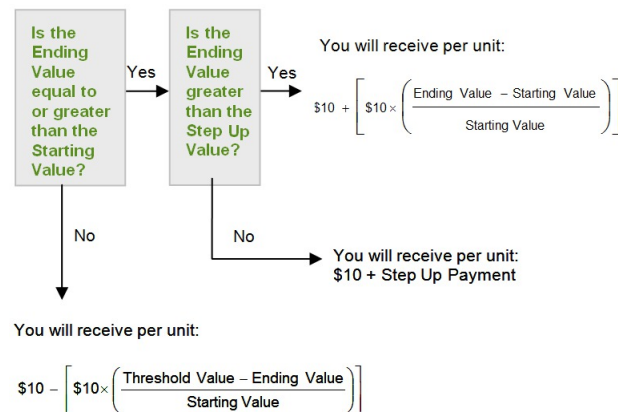 Is the
Ending
Value
equal to
or greater
than the
Starting
Value?
Yes
Is the
Ending
Value
greater
than the
Step Up
Value?
Yes
You will receive per unit:
$10 + [ $10 × ( Ending Value – Starting Value
Starting Value ) ]
No
No
You will receive per unit:
$10 + Step Up Payment
You will receive per unit:
$10 – [ $10× ( Threshold Value – Ending Value
Starting Value ) ]